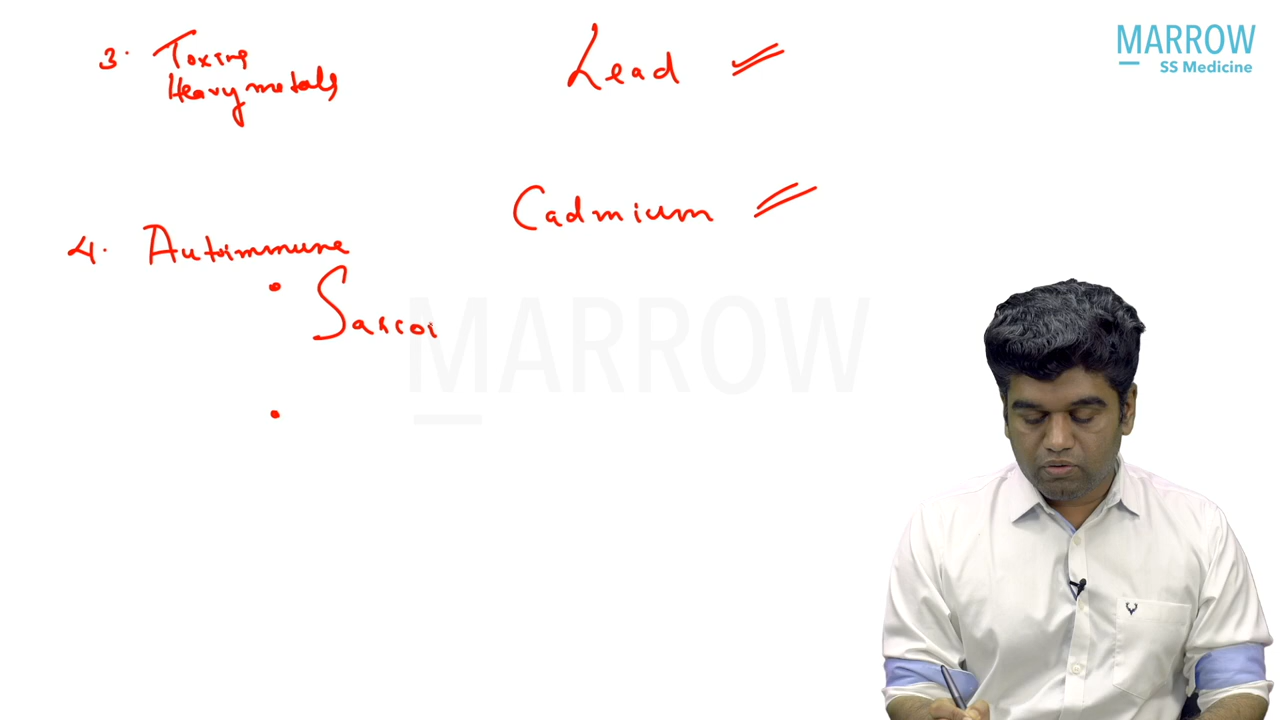 MARROW
SS Medicine
3. Toxins
Heavy metals
Lead
Cadmium
4. Autoimmune
• Sarcoi
•
MARROW